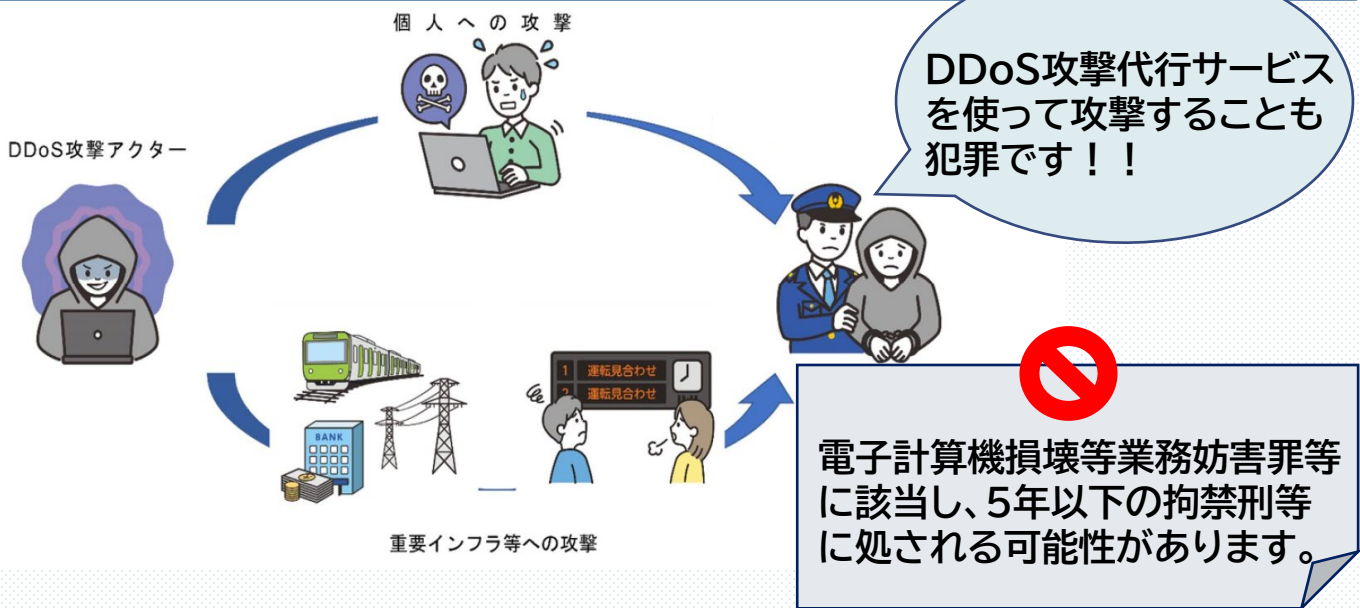 個人への攻撃
DDoS攻撃代行サービス
を使って攻撃することも
犯罪です！！
DDoS攻撃アクター
1 運転見合わせ
2 運転見合わせ
BANK
重要インフラ等への攻撃
電子計算機損壊等業務妨害罪等
に該当し、5年以下の拘禁刑等
に処される可能性があります。